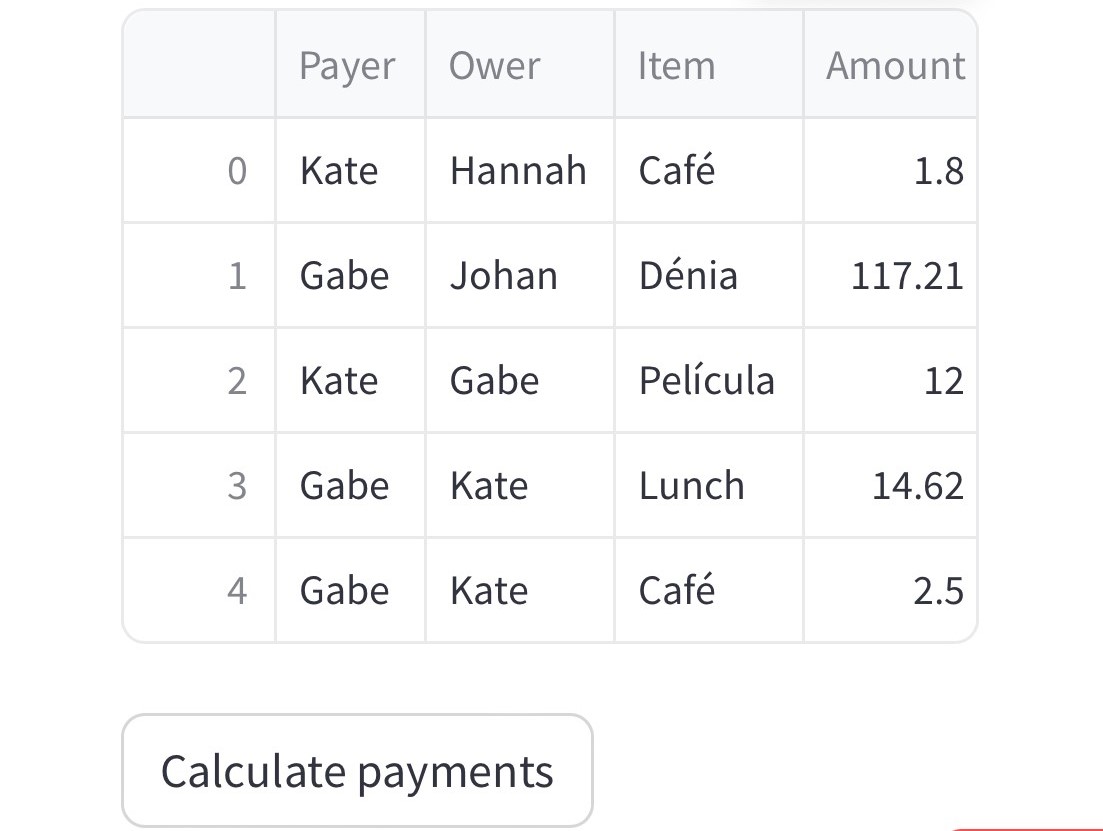 Payer Ower Item Amount
0 Kate Hannah Café 1.8
1 Gabe Johan Dénia 117.21
2 Kate Gabe Película 12
3 Gabe Kate Lunch 14.62
4 Gabe Kate Café 2.5
Calculate payments